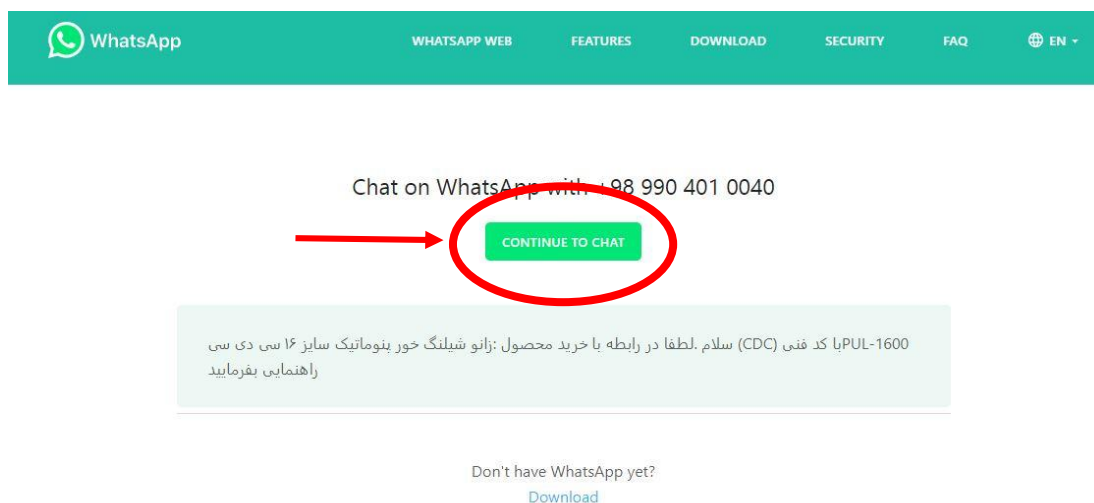 WhatsApp
WHATSAPP WEB FEATURES DOWNLOAD SECURITY FAQ EN
Chat on WhatsApp with +98 990 401 0040
CONTINUE TO CHAT
سلام .لطفا در رابطه با خرید محصول :زانو شیلنگ خور پنوماتیک سایز ۱۶ سی دی سی (CDC) با کد فنیPUL-1600
راهنمایی بفرمایید
Don't have WhatsApp yet?
Download